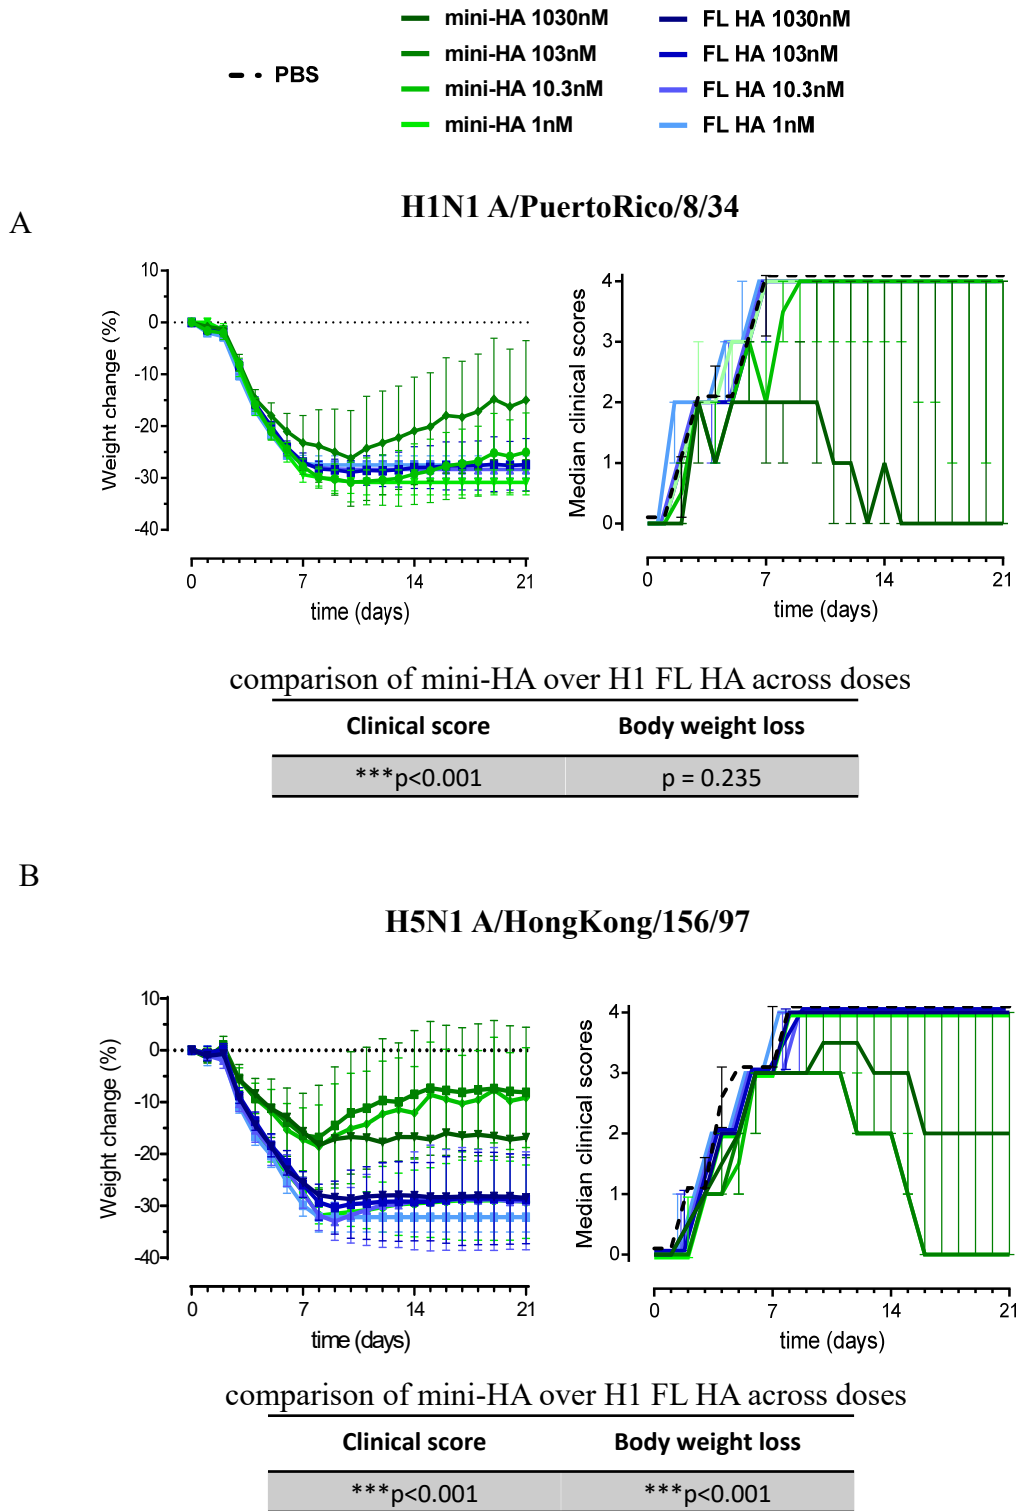 PBS
mini-HA 1030nM
mini-HA 103nM
mini-HA 10.3nM
mini-HA 1nM
FL HA 1030nM
FL HA 103nM
FL HA 10.3nM
FL HA 1nM
A
H1N1 A/PuertoRico/8/34
Weight change (%)
10
0
-10
-20
-30
-40
0 7 14 21
time (days)
Median clinical scores
4
3
2
1
0
0 7 14 21
time (days)
comparison of mini-HA over H1 FL HA across doses
Clinical score Body weight loss
***p<0.001 p = 0.235
B
H5N1 A/HongKong/156/97
Weight change (%)
10
0
-10
-20
-30
-40
0 7 14 21
time (days)
Median clinical scores
4
3
2
1
0
0 7 14 21
time (days)
comparison of mini-HA over H1 FL HA across doses
Clinical score Body weight loss
***p<0.001 ***p<0.001